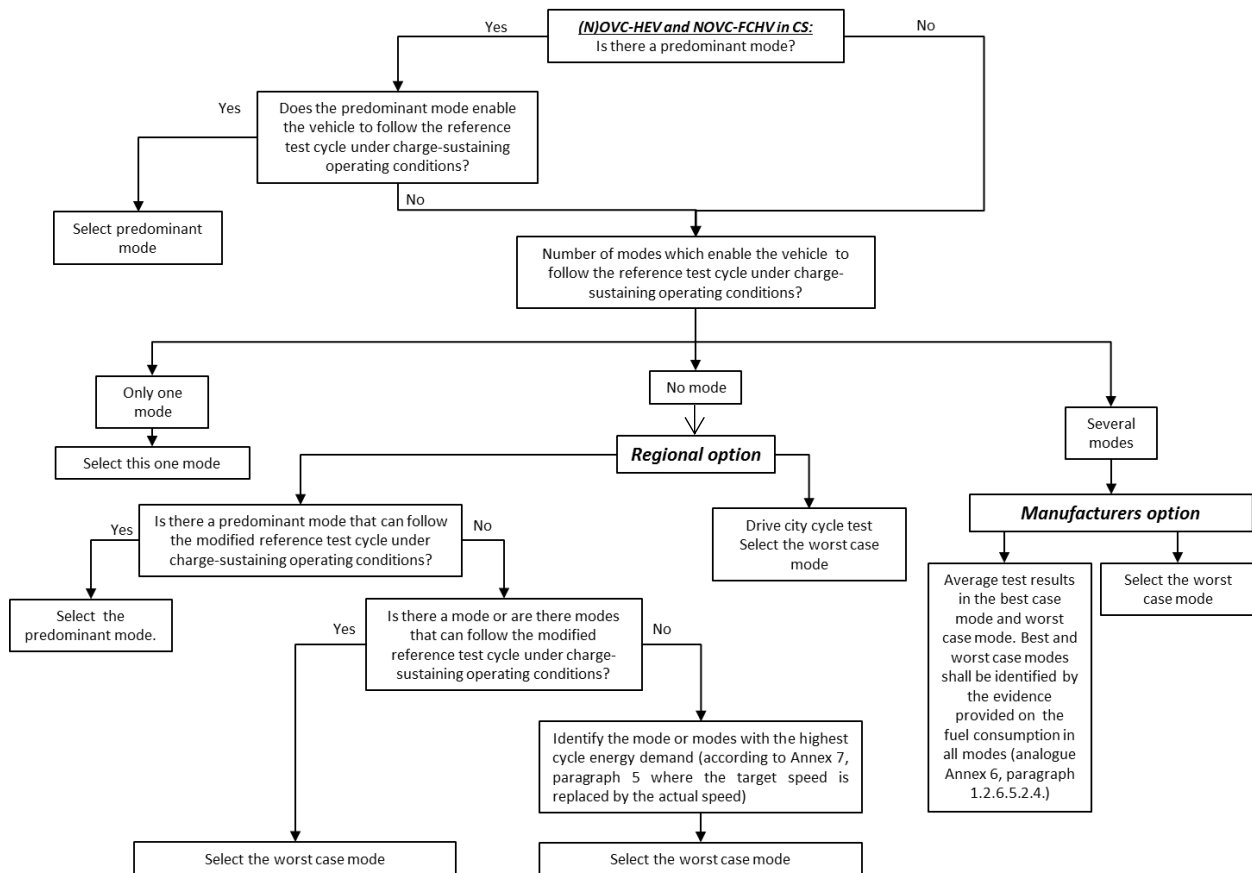 Yes
(N)OVC-HEV and NOVC-FCHV in CS:
Is there a predominant mode?
No
Yes
Does the predominant mode enable
the vehicle to follow the reference
test cycle under charge-sustaining
operating conditions?
No
Select predominant
mode
Number of modes which enable the vehicle to
follow the reference test cycle under charge-
sustaining operating conditions?
Only one
mode
No mode
Several
modes
Select this one mode
Regional option
Manufacturers option
Yes
Is there a predominant mode that can follow
the modified reference test cycle under
charge-sustaining operating conditions?
No
Drive city cycle test
Select the worst case
mode
Average test results
in the best case
mode and worst
case mode. Best and
worst case modes
shall be identified by
the evidence
provided on the
fuel consumption in
all modes (analogue
Annex 6, paragraph
1.2.6.5.2.4.)
Select the worst
case mode
Select the
predominant mode.
Yes
Is there a mode or are there modes
that can follow the modified
reference test cycle under charge-
sustaining operating conditions?
No
Identify the mode or modes with the highest
cycle energy demand (according to Annex 7,
paragraph 5 where the target speed is
replaced by the actual speed)
Select the worst case mode
Select the worst case mode